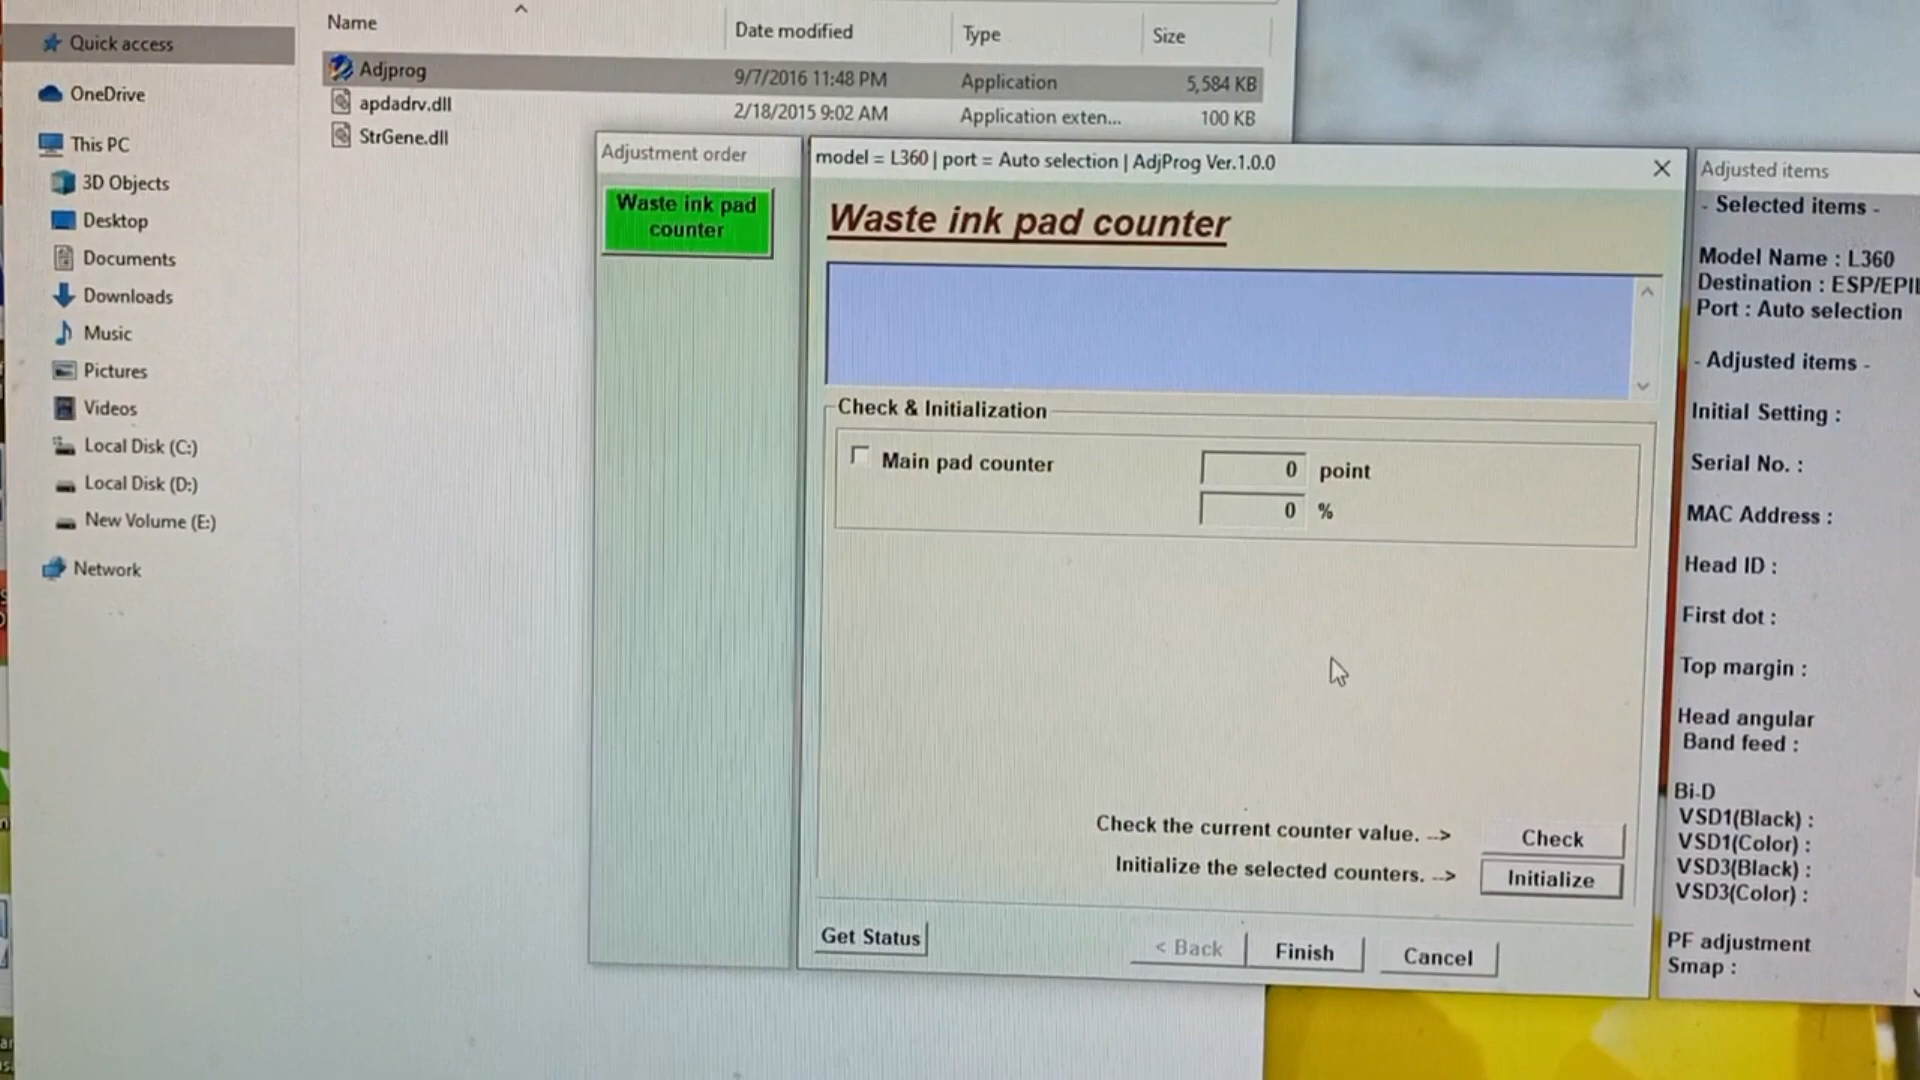 Name
Date modified
Type
Size
Quick access
OneDrive
This PC
3D Objects
Desktop
Documents
Downloads
Music
Pictures
Videos
Local Disk (C:)
Local Disk (D:)
New Volume (E:)
Network
Adjprog
9/7/2016 11:48 PM
Application
5,584 KB
apdadrv.dll
2/18/2015 9:02 AM
Application exten...
100 KB
StrGene.dll
Adjustment order
Waste ink pad
counter
model = L360 | port = Auto selection | AdjProg Ver.1.0.0
Waste ink pad counter
Check & Initialization
Main pad counter
0 point
0 %
Check the current counter value. -->
Check
Initialize the selected counters. -->
Initialize
Get Status
< Back
Finish
Cancel
Adjusted items
- Selected items -
Model Name : L360
Destination : ESP/EPI
Port : Auto selection
- Adjusted items -
Initial Setting :
Serial No. :
MAC Address :
Head ID :
First dot :
Top margin :
Head angular
Band feed :
Bi-D
VSD1(Black) :
VSD1(Color) :
VSD3(Black) :
VSD3(Color) :
PF adjustment
Smap :